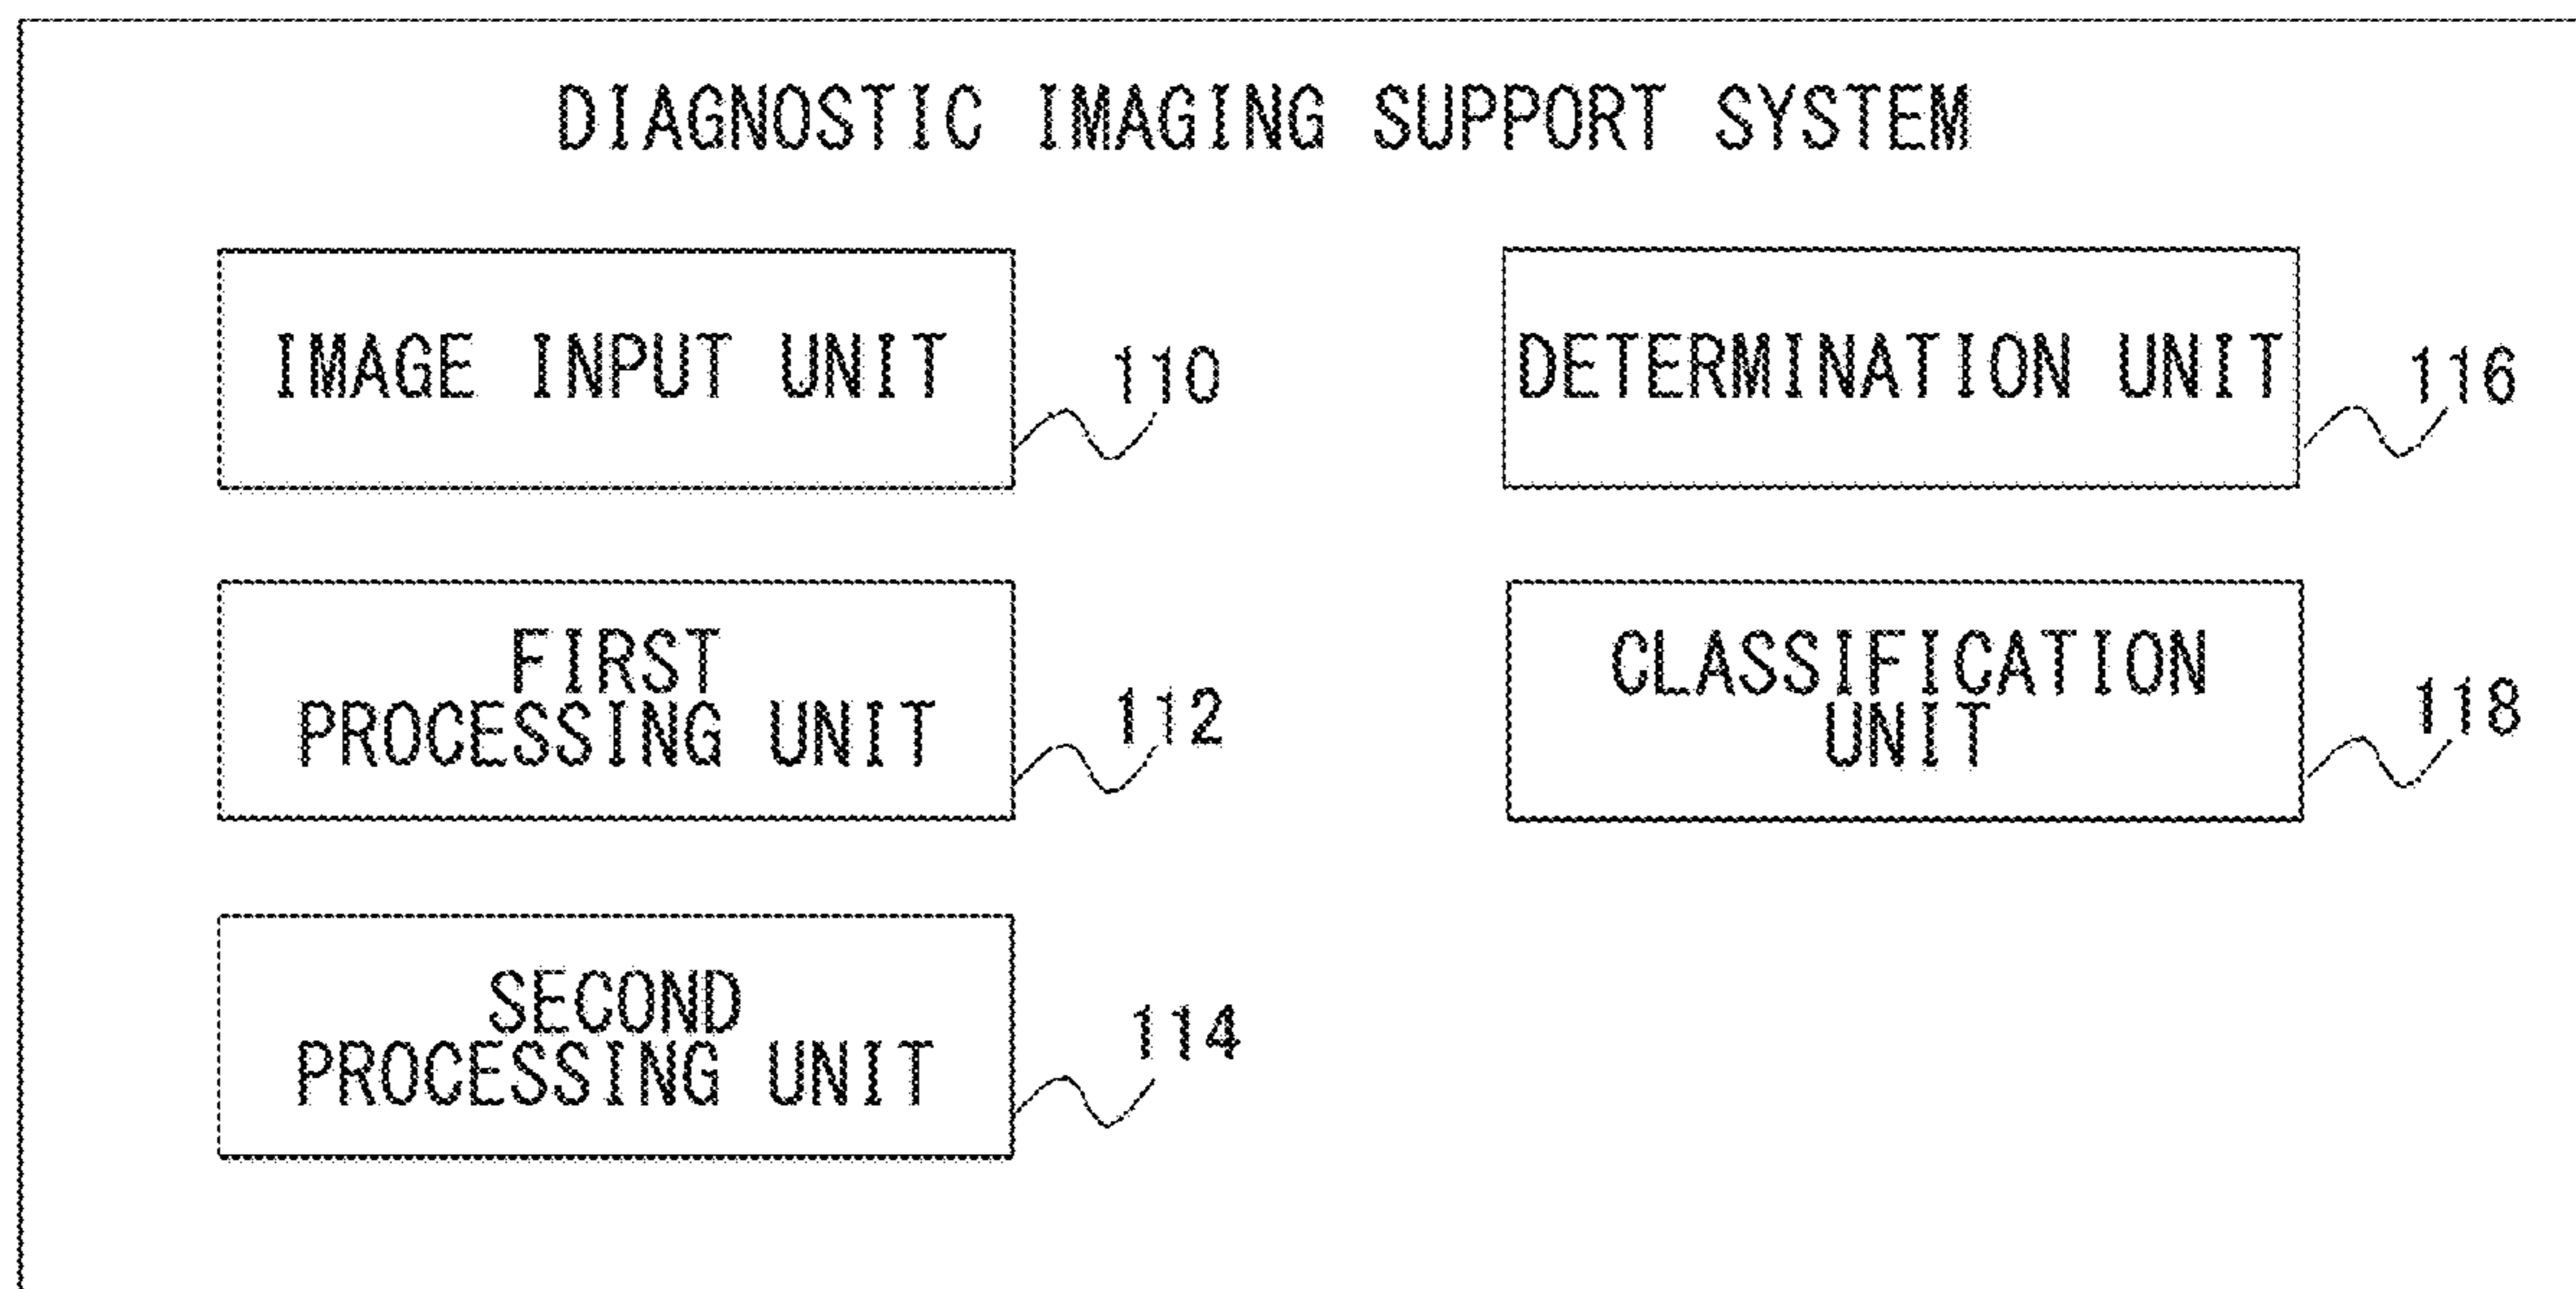 DIAGNOSTIC IMAGING SUPPORT SYSTEM
IMAGE INPUT UNIT
110
FIRST
PROCESSING UNIT
112
SECOND
PROCESSING UNIT
114
DETERMINATION UNIT
116
CLASSIFICATION
UNIT
118